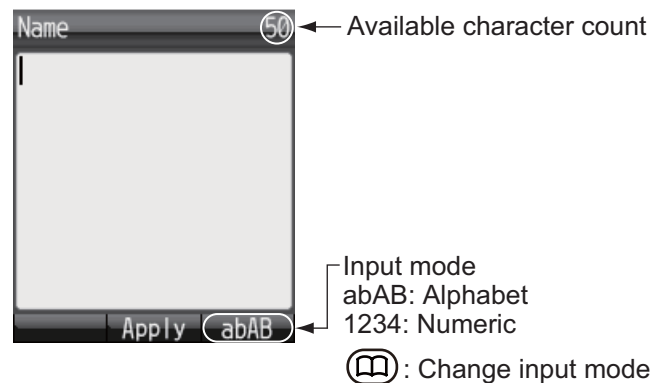 Name 50
Available character count
Input mode
abAB: Alphabet
1234: Numeric
Apply abAB
: Change input mode